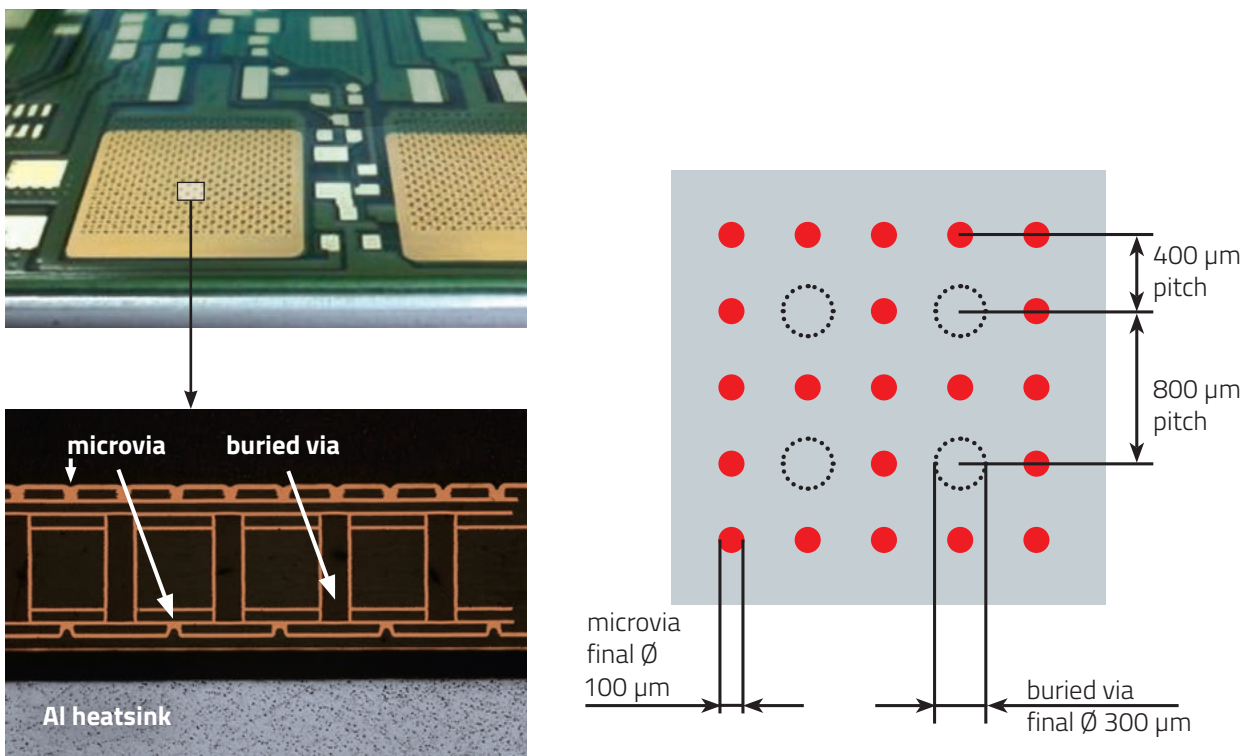 microvia
buried via
Al heatsink
400 µm
pitch
800 µm
pitch
microvia
final Ø
100 µm
buried via
final Ø 300 µm